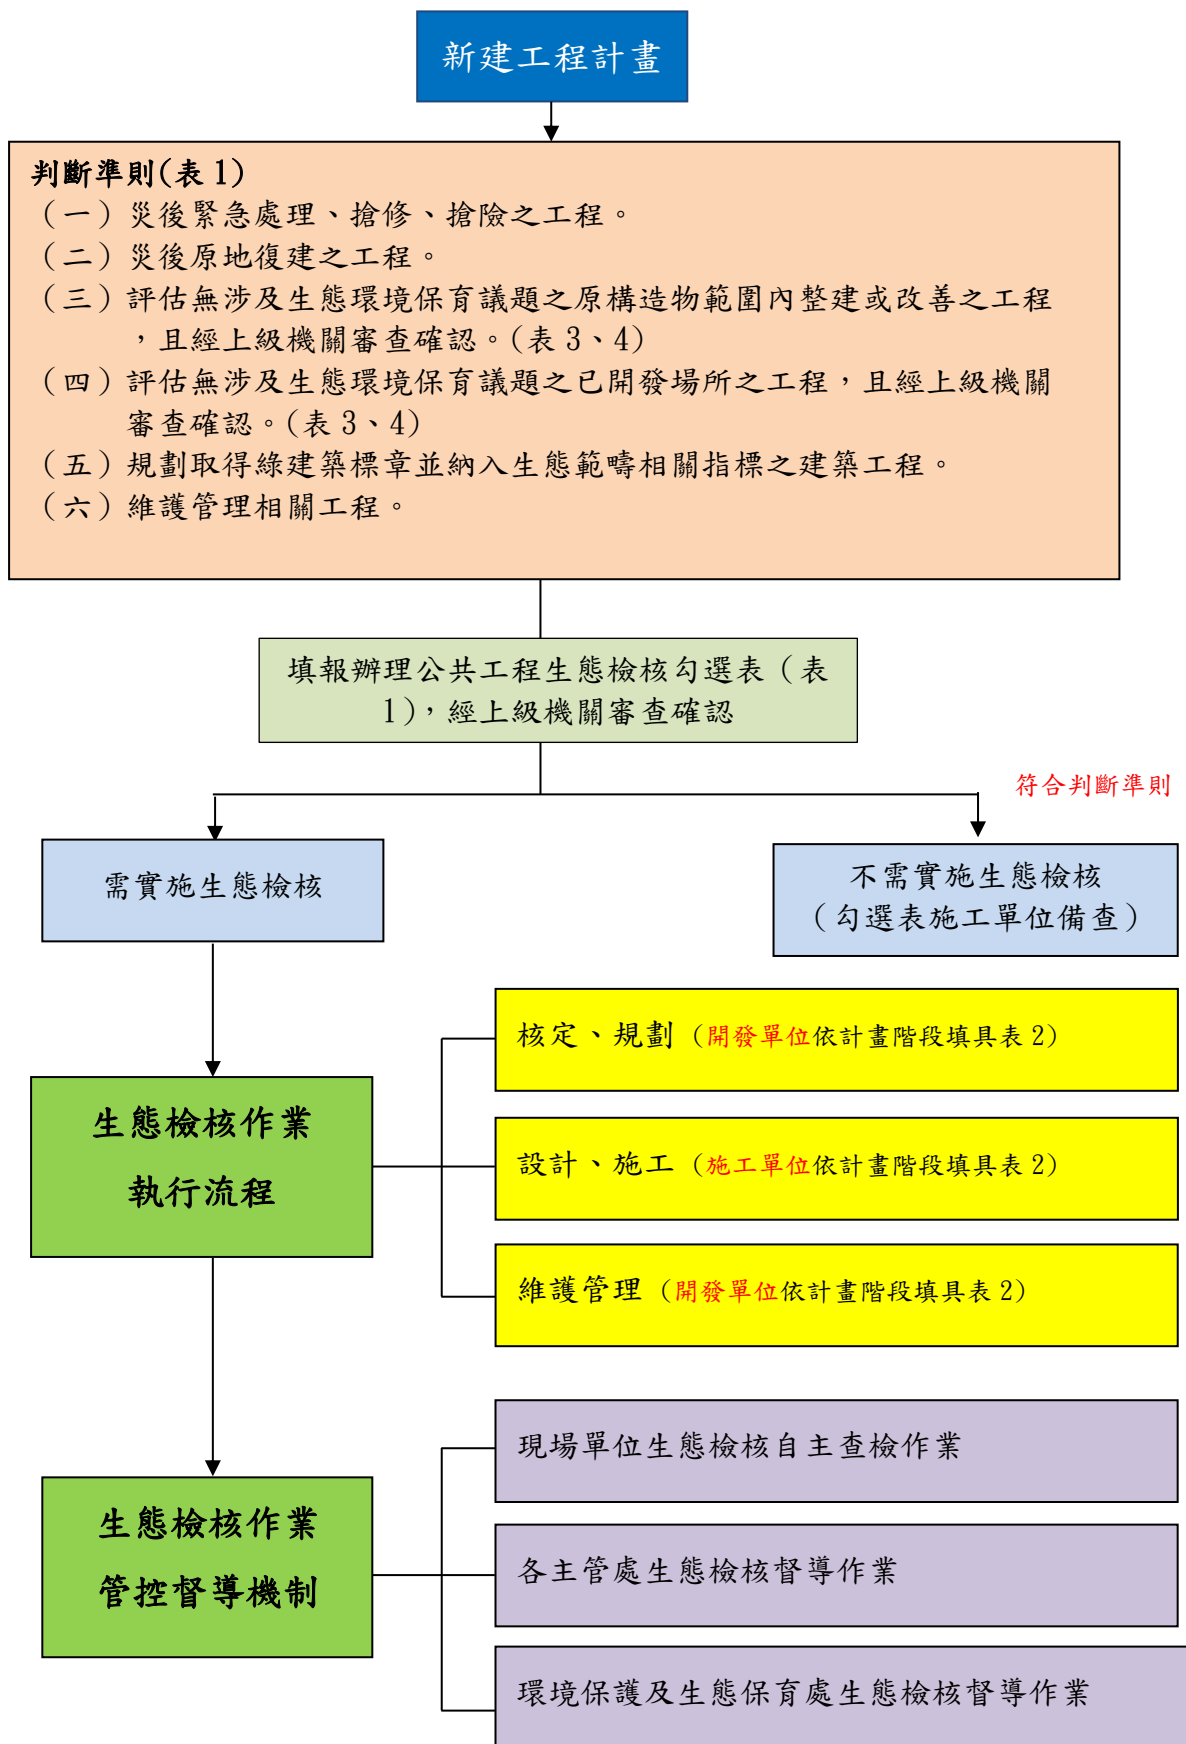 新建工程計畫
判斷準則(表 1)
（一）災後緊急處理、搶修、搶險之工程。
（二）災後原地復建之工程。
（三）評估無涉及生態環境保育議題之原構造物範圍內整建或改善之工程
，且經上級機關審查確認。(表 3、4)
（四）評估無涉及生態環境保育議題之已開發場所之工程，且經上級機關
審查確認。(表 3、4)
（五）規劃取得綠建築標章並納入生態範疇相關指標之建築工程。
（六）維護管理相關工程。
填報辦理公共工程生態檢核勾選表（表
1)，經上級機關審查確認
符合判斷準則
需實施生態檢核
不需實施生態檢核
（勾選表施工單位備查）
核定、規劃（開發單位依計畫階段填具表 2）
生態檢核作業
執行流程
設計、施工（施工單位依計畫階段填具表 2）
維護管理（開發單位依計畫階段填具表 2）
現場單位生態檢核自主查檢作業
生態檢核作業
管控督導機制
各主管處生態檢核督導作業
環境保護及生態保育處生態檢核督導作業